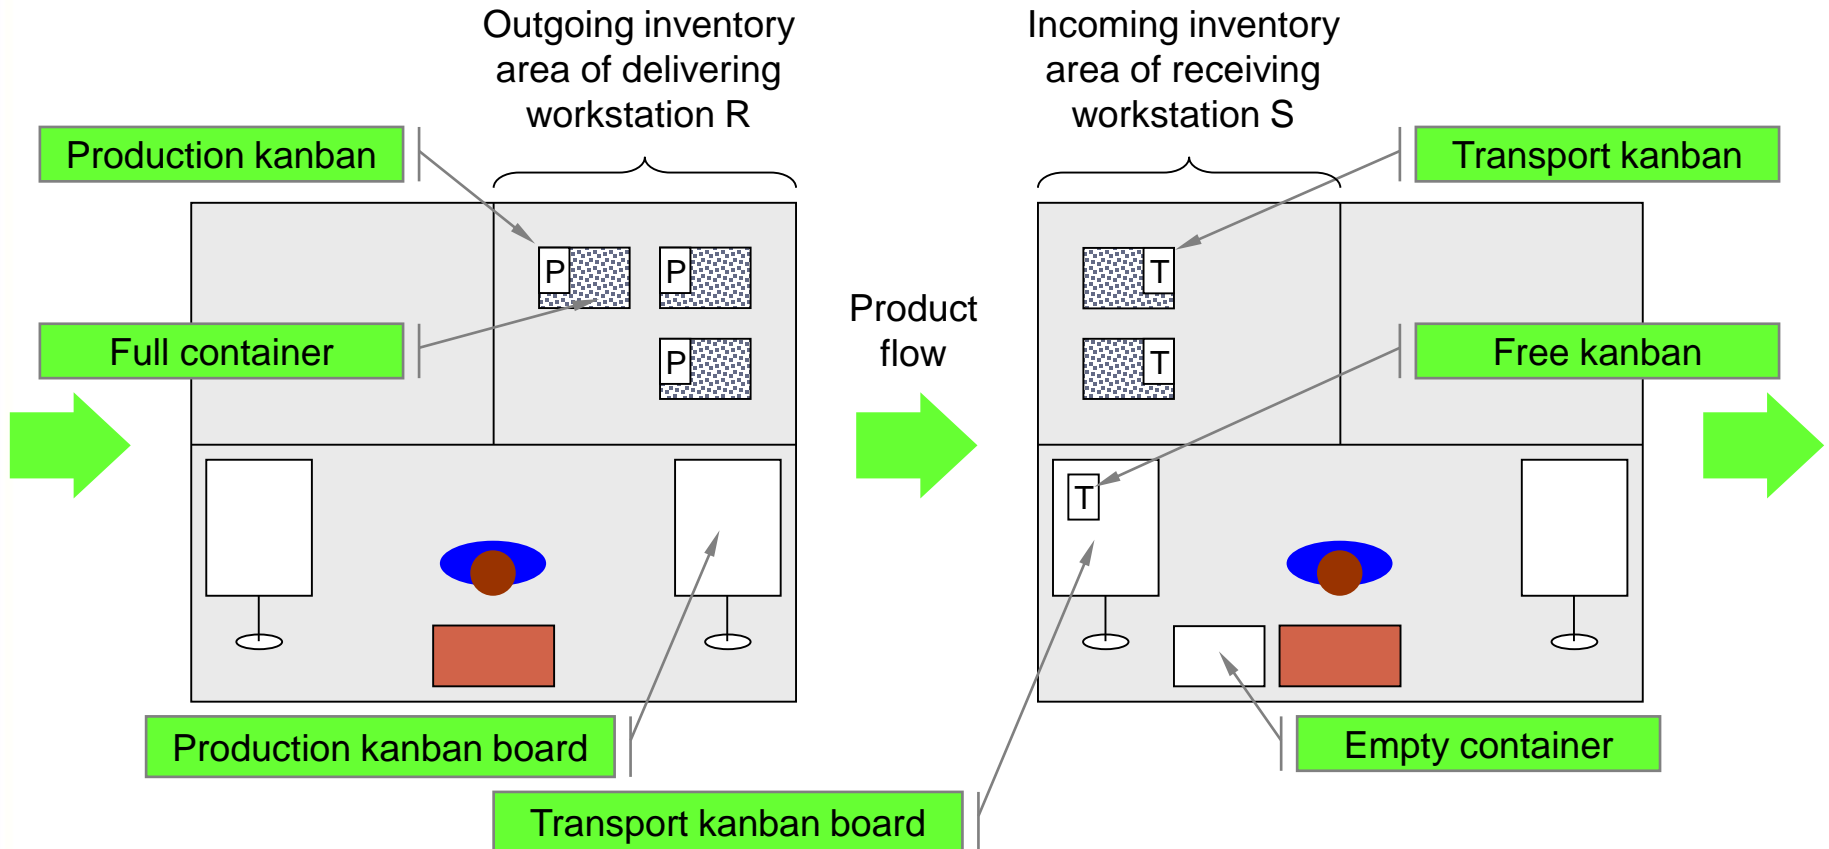 Outgoing inventory
area of delivering
workstation R
Incoming inventory
area of receiving
workstation S
Production kanban
Transport kanban
P
P
T
Full container
Product
flow
Free kanban
P
T
T
Production kanban board
Empty container
Transport kanban board